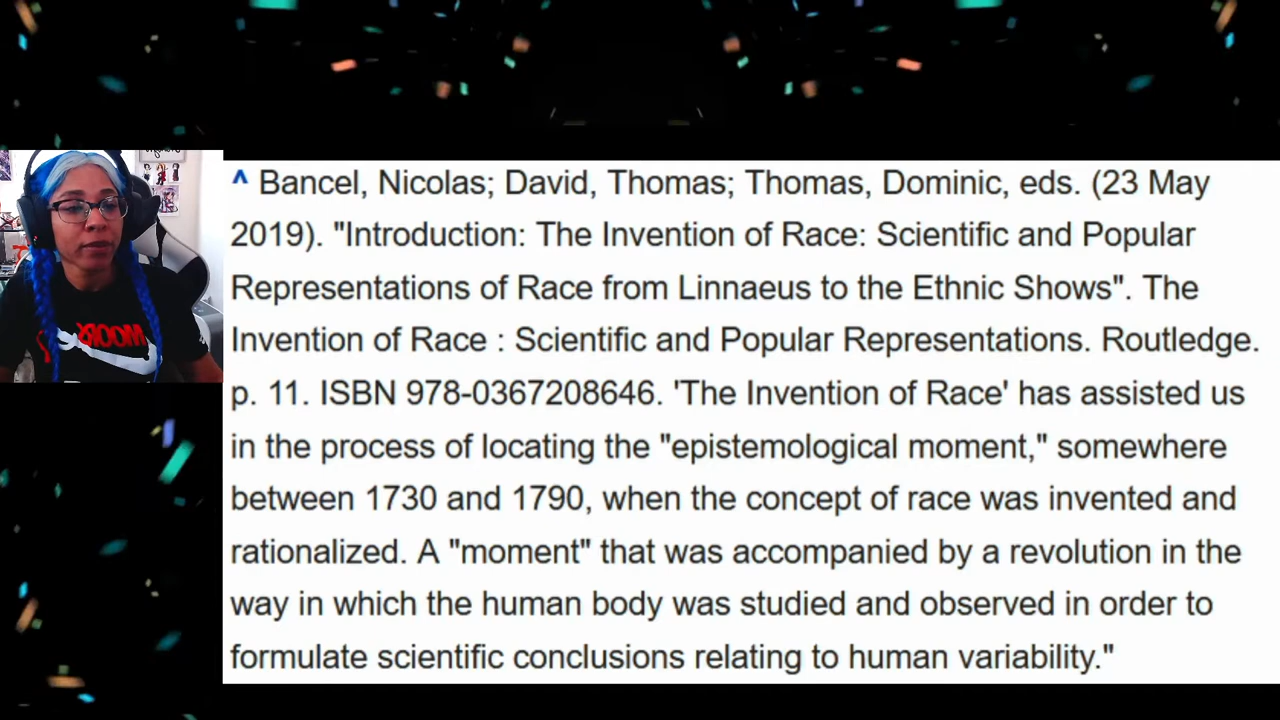 ^ Bancel, Nicolas; David, Thomas; Thomas, Dominic, eds. (23 May
2019). "Introduction: The Invention of Race: Scientific and Popular
Representations of Race from Linnaeus to the Ethnic Shows". The
Invention of Race : Scientific and Popular Representations. Routledge.
p. 11. ISBN 978-0367208646. 'The Invention of Race' has assisted us
in the process of locating the "epistemological moment," somewhere
between 1730 and 1790, when the concept of race was invented and
rationalized. A "moment" that was accompanied by a revolution in the
way in which the human body was studied and observed in order to
formulate scientific conclusions relating to human variability."